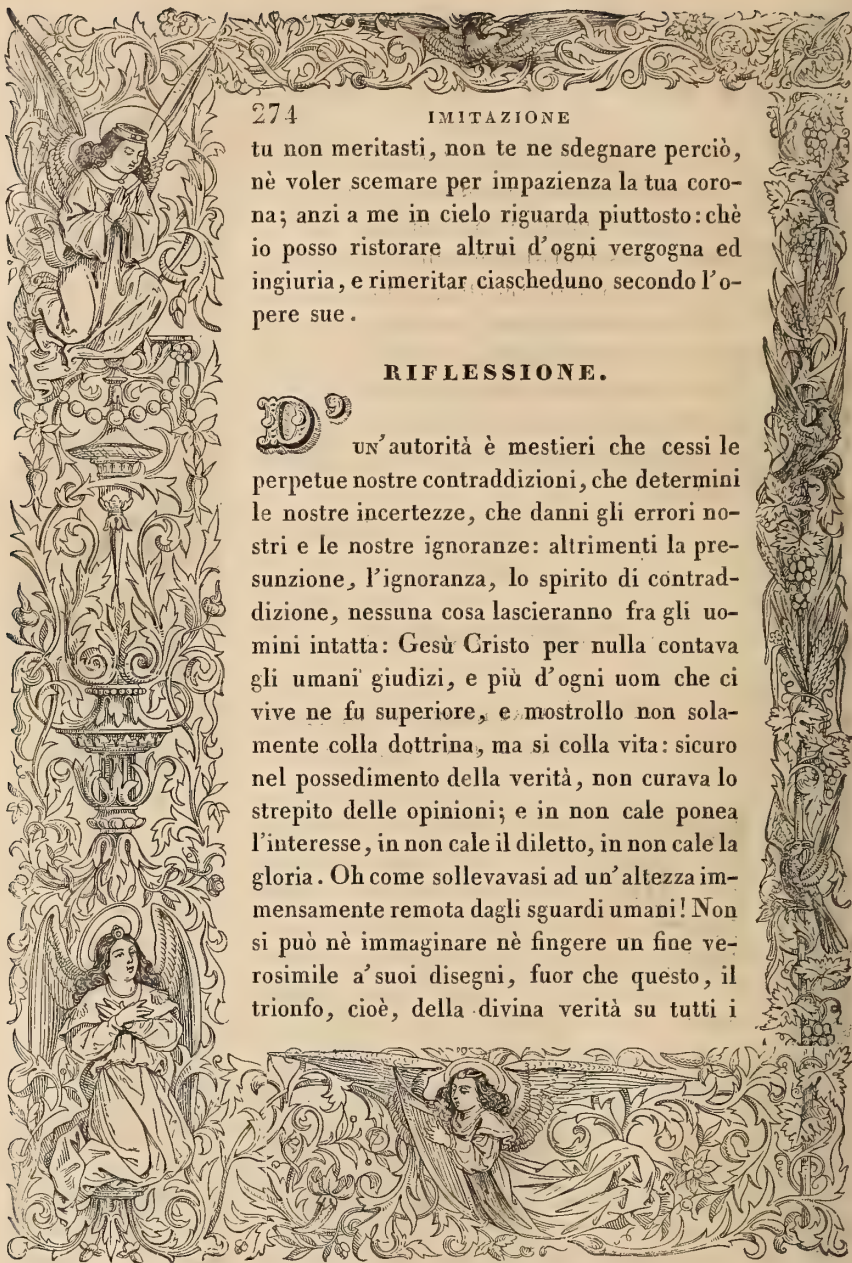 274 IMITAZIONE
tu non meritasti, non te ne sdegnare perciò,
nè voler scemare per impazienza la tua coro-
na; anzi a me in cielo riguarda piuttosto: chè
io posso ristorare altrui d'ogni vergogna ed
ingiuria, e rimeritar ciascheduno secondo l'o-
pere sue.
RIFLESSIONE.
D'UN'autorità è mestieri che cessi le
perpetue nostre contraddizioni, che determini
le nostre incertezze, che danni gli errori no-
stri e le nostre ignoranze: altrimenti la pre-
sunzione, l'ignoranza, lo spirito di contrad-
dizione, nessuna cosa lascieranno fra gli uo-
mini intatta: Gesù Cristo per nulla contava
gli umani giudizi, e più d'ogni uom che ci
vive ne fu superiore, e mostrollo non sola-
mente colla dottrina, ma si colla vita: sicuro
nel possedimento della verità, non curava lo
strepito delle opinioni; e in non cale ponea
l'interesse, in non cale il diletto, in non cale la
gloria. Oh come sollevavasi ad un'altezza im-
mensamente remota dagli sguardi umani! Non
si può nè immaginare nè fingere un fine ve-
rosimile a'suoi disegni, fuor che questo, il
trionfo, cioè, della divina verità su tutti i